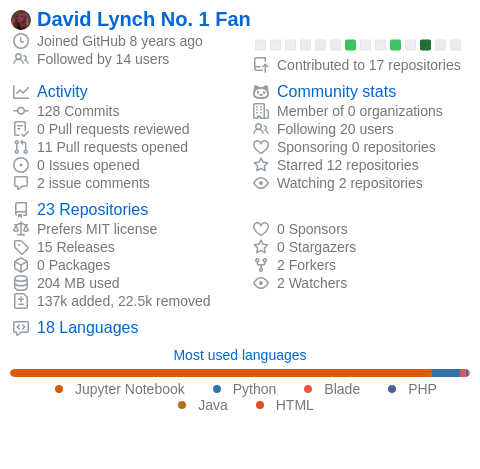 David Lynch No. 1 Fan
Joined GitHub 8 years ago
Followed by 14 users
Contributed to 17 repositories
Activity
128 Commits
0 Pull requests reviewed
11 Pull requests opened
0 Issues opened
2 issue comments
Community stats
Member of 0 organizations
Following 20 users
Sponsoring 0 repositories
Starred 12 repositories
Watching 2 repositories
23 Repositories
Prefers MIT license
15 Releases
0 Packages
204 MB used
137k added, 22.5k removed
0 Sponsors
0 Stargazers
2 Forkers
2 Watchers
18 Languages
Most used languages
Jupyter Notebook Python Blade PHP
Java HTML